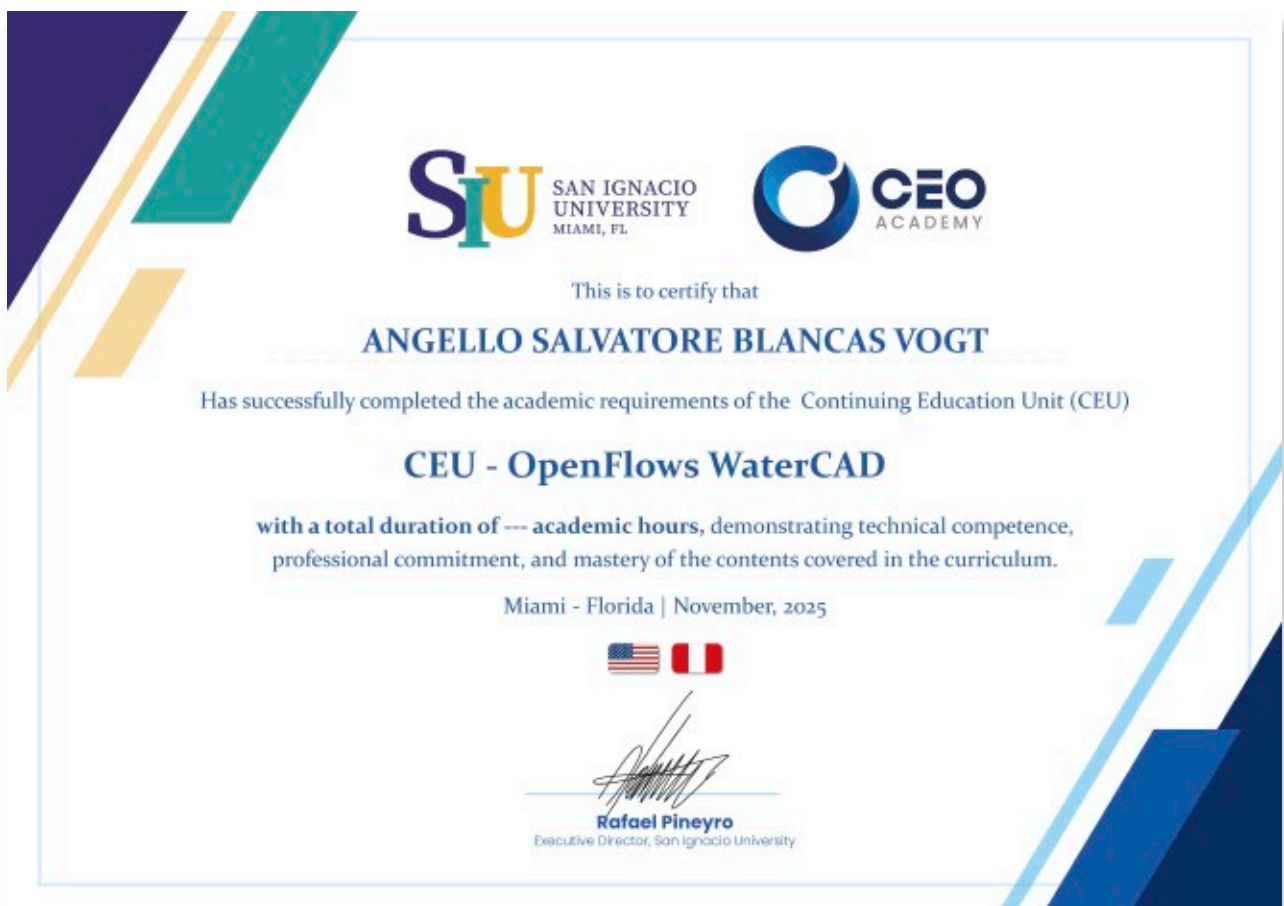 SIU
SAN IGNACIO
UNIVERSITY
MIAMI, FL
CEO
ACADEMY
This is to certify that
ANGELLO SALVATORE BLANCAS VOGT
Has successfully completed the academic requirements of the Continuing Education Unit (CEU)
CEU - OpenFlows WaterCAD
with a total duration of --- academic hours, demonstrating technical competence,
professional commitment, and mastery of the contents covered in the curriculum.
Miami - Florida | November, 2025
Rafael Pineyro
Executive Director, San Ignacio University